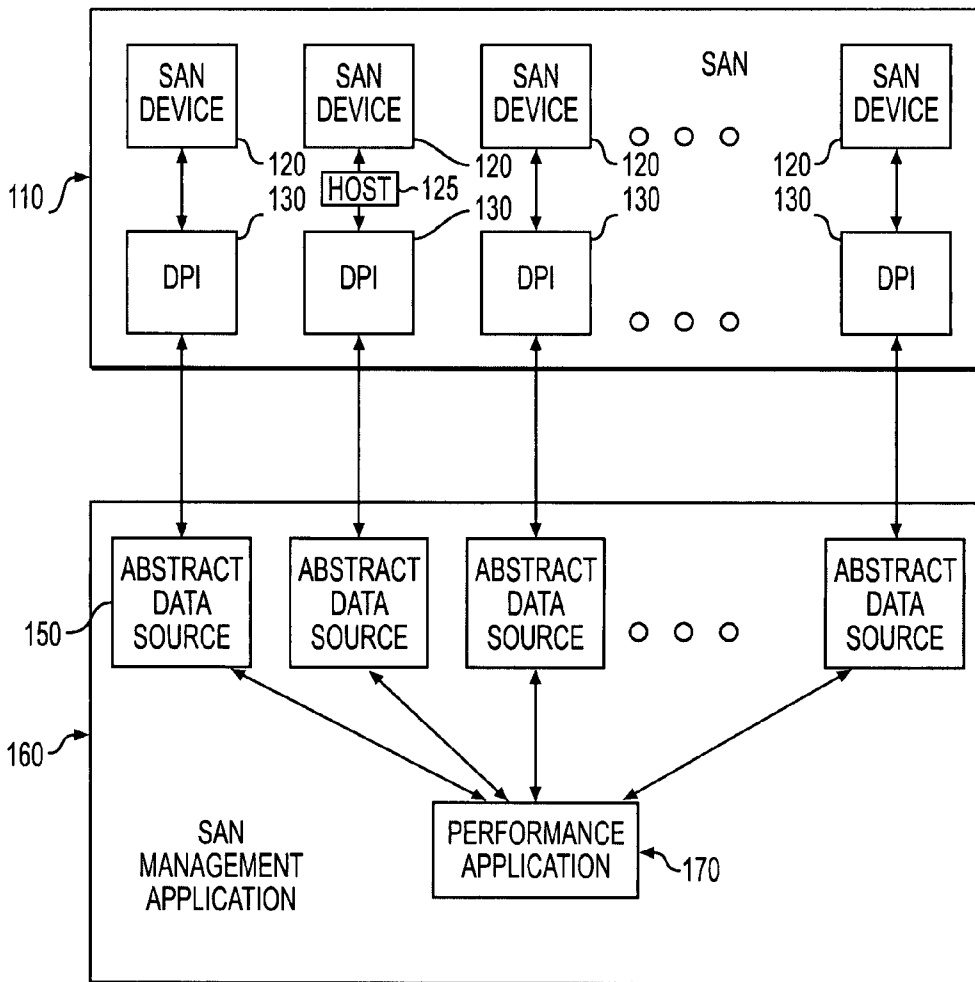 SAN
DEVICE
SAN
DEVICE
SAN
DEVICE
SAN
SAN
DEVICE
120
120
120
120
110
HOST
125
130
130
130
130
DPI
DPI
DPI
DPI
ABSTRACT
DATA
SOURCE
ABSTRACT
DATA
SOURCE
ABSTRACT
DATA
SOURCE
ABSTRACT
DATA
SOURCE
150
160
PERFORMANCE
APPLICATION
170
SAN
MANAGEMENT
APPLICATION